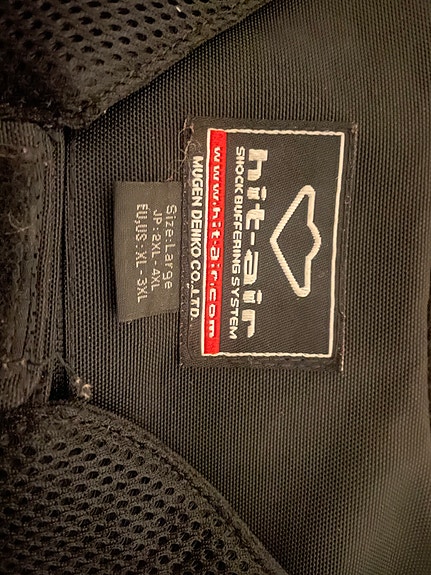 hit-air
SHOCK BUFFERING SYSTEM
www.hit-air.com
MUGEN DENKO CO.,LTD.
Size:Large
JP:2XL-4XL
EU,US:XL-3XL